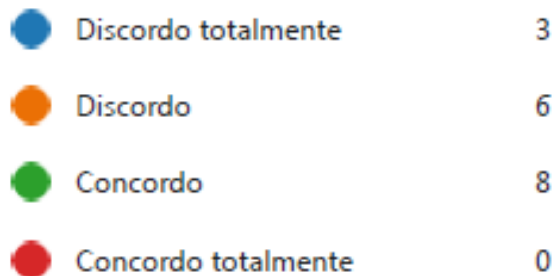 Discordo totalmente 3
Discordo 6
Concordo 8
Concordo totalmente 0